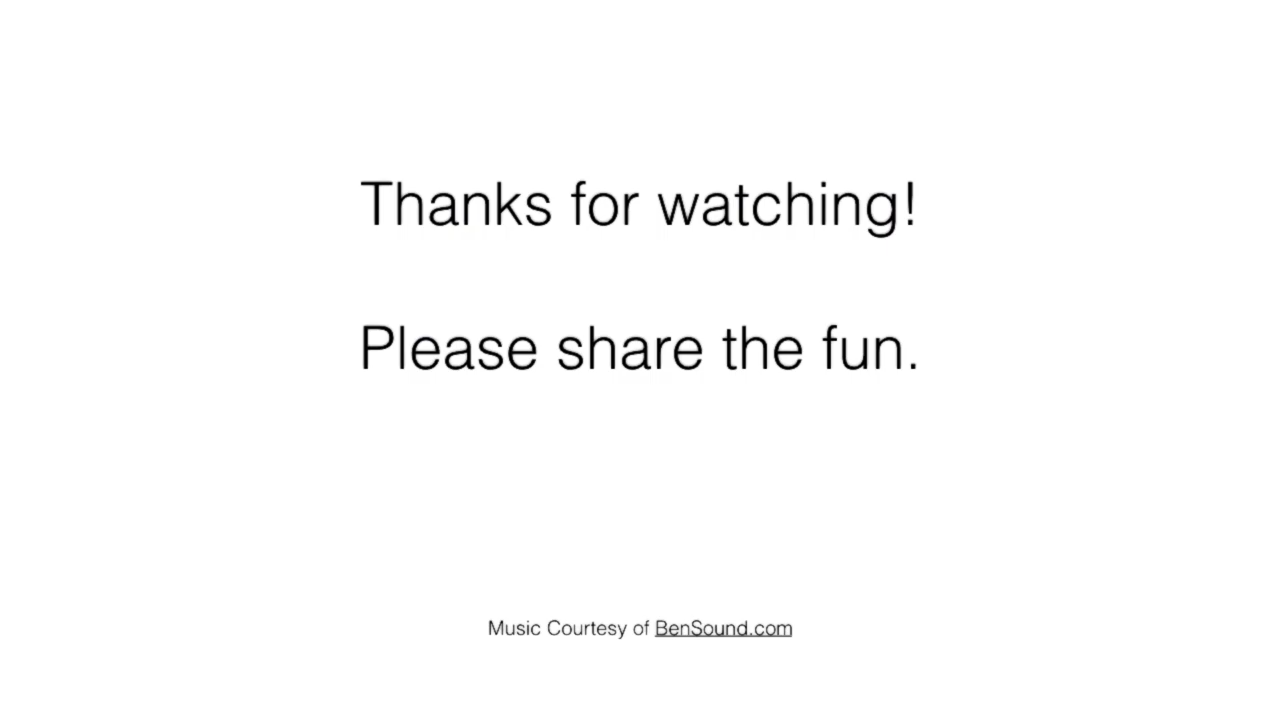 Thanks for watching!
Please share the fun.
Music Courtesy of BenSound.com